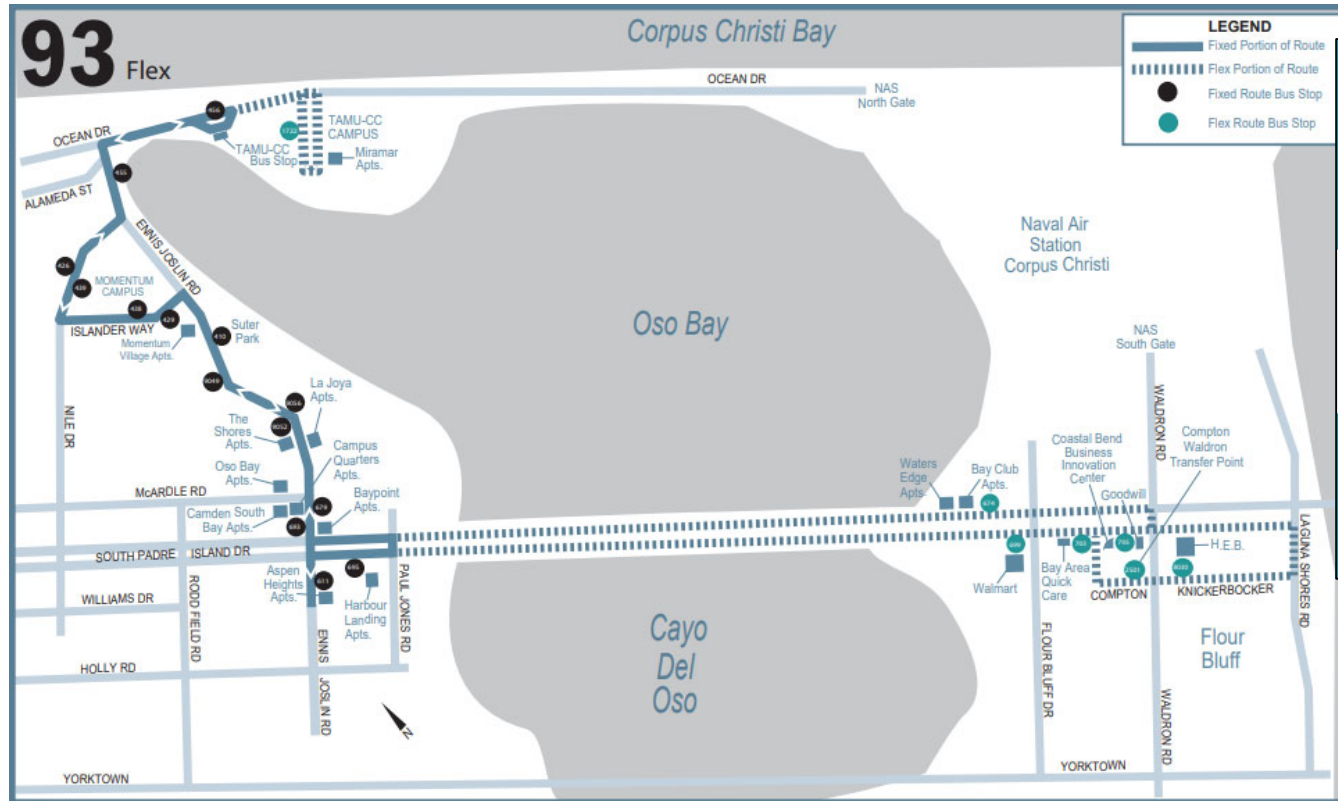 93 Flex
Corpus Christi Bay
LEGEND
Fixed Portion of Route
Flex Portion of Route
Fixed Route Bus Stop
Flex Route Bus Stop
OCEAN DR
NAS
North Gate
456
OCEAN DR
TAMU-CC
Bus Stop
TAMU-CC
CAMPUS
Miramar
Apts.
455
ALAMEDA ST
ENNIS JOSLIN RD
426
439
MOMENTUM
CAMPUS
438
429
ISLANDER WAY
Momentum
Village Apts.
410
Suter
Park
9049
Naval Air
Station
Corpus Christi
Oso Bay
NAS
South Gate
NILE DR
9056
9052
La Joya
Apts.
The
Shores
Apts.
Campus
Quarters
Apts.
Oso Bay
Apts.
McARDLE RD
Camden South
Bay Apts.
679
693
Baypoint
Apts.
SOUTH PADRE ISLAND DR
WALDRON RD
Coastal Bend
Business
Innovation
Center
Compton
Waldron
Transfer Point
Waters
Edge
Apts.
Bay Club
Apts.
674
Goodwill
LAGUNA SHORES RD
699
Walmart
Bay Area
Quick
Care
H.E.B.
COMPTON
KNICKERBOCKER
Aspen
Heights
Apts.
611
695
Harbour
Landing
Apts.
PAUL JONES RD
WILLIAMS DR
RODD FIELD RD
HOLLY RD
ENNIS JOSLIN RD
N
Cayo
Del
Oso
FLOUR BLUFF DR
Flour
Bluff
WALDRON RD
YORKTOWN
YORKTOWN